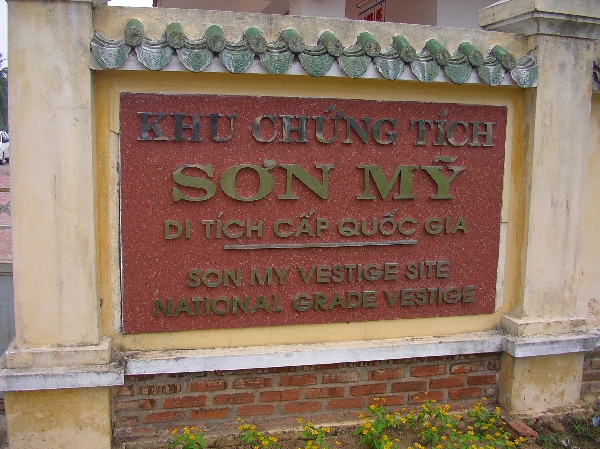 KHU CHỨNG TÍCH
SƠN MỸ
DI TÍCH CẤP QUỐC GIA
SON MY VESTIGE SITE
NATIONAL GRADE VESTIGE